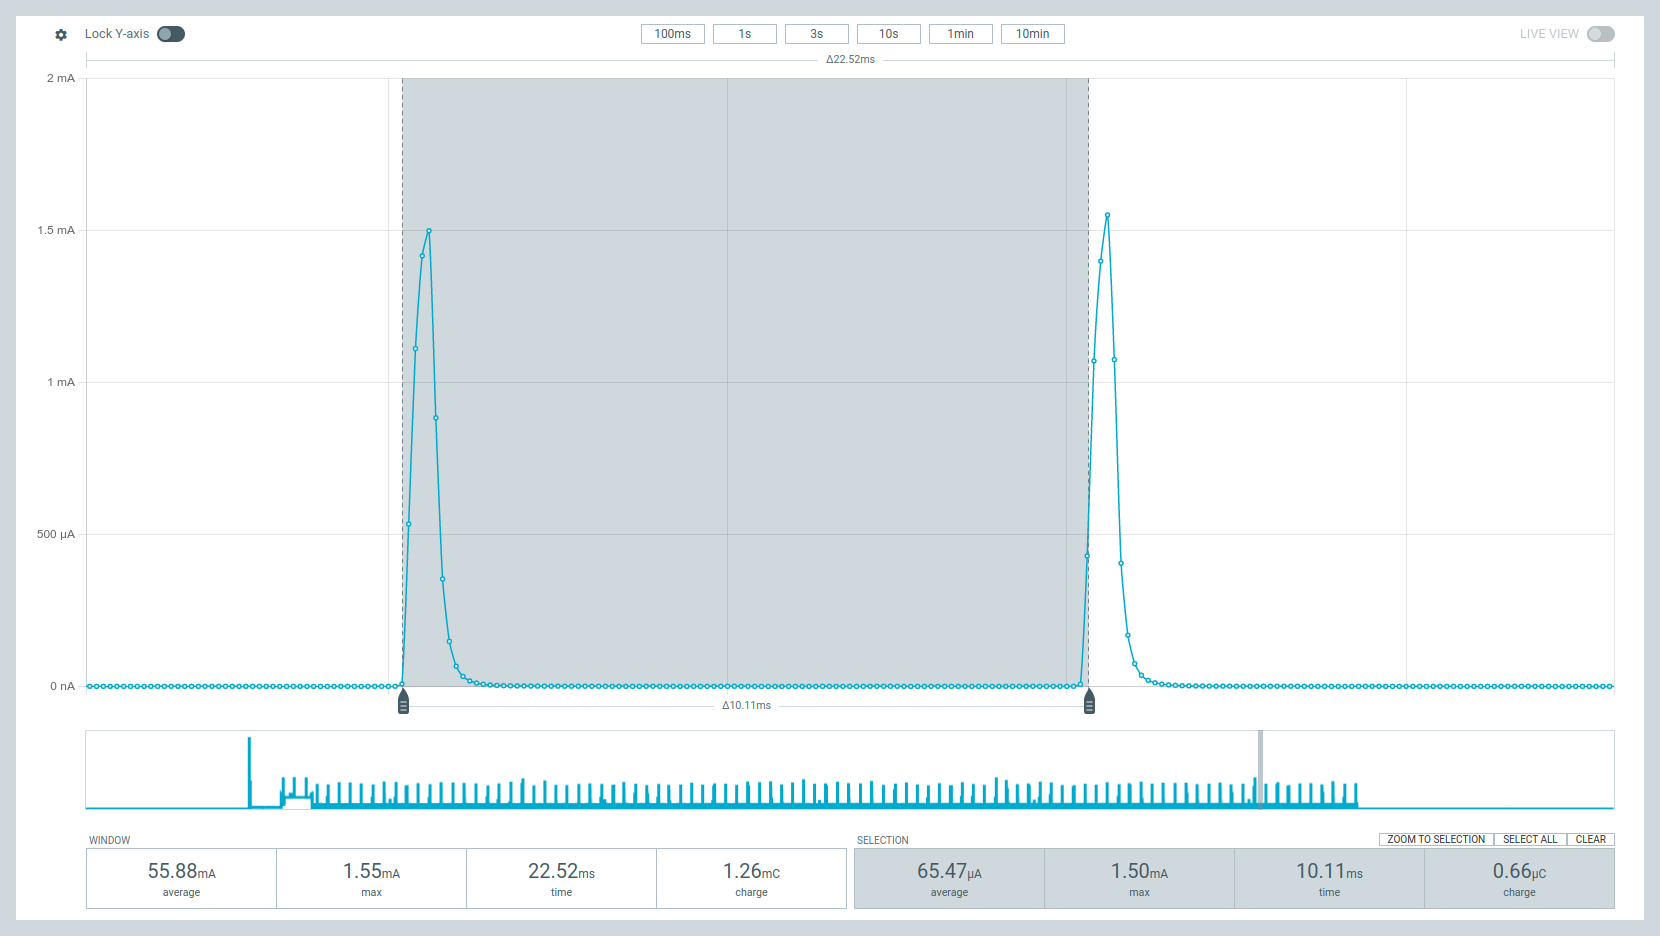 Lock Y-axis
100ms 1s 3s 10s 1min 10min
LIVE VIEW
Δ22.52ms
2 mA
1.5 mA
1 mA
500 µA
0 nA
Δ10.11ms
WINDOW
55.88mA average
1.55mA max
22.52ms time
1.26mC charge
SELECTION
ZOOM TO SELECTION SELECT ALL CLEAR
65.47µA average
1.50mA max
10.11ms time
0.66µC charge